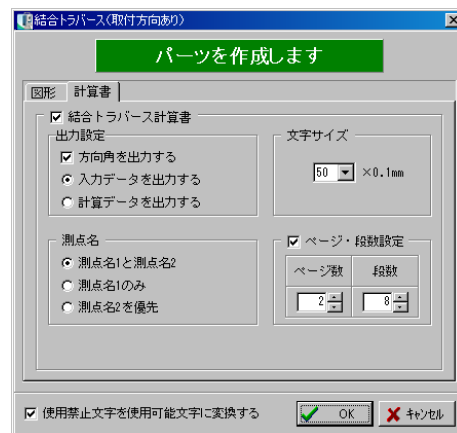 結合トラバース(取付方向あり)
パーツを作成します
図形 計算書
結合トラバース計算書
出力設定
方向角を出力する
入力データを出力する
計算データを出力する
文字サイズ
50 ×0.1mm
測点名
測点名1と測点名2
測点名1のみ
測点名2を優先
ページ・段数設定
ページ数 段数
2 8
使用禁止文字を使用可能文字に変換する
OK キャンセル